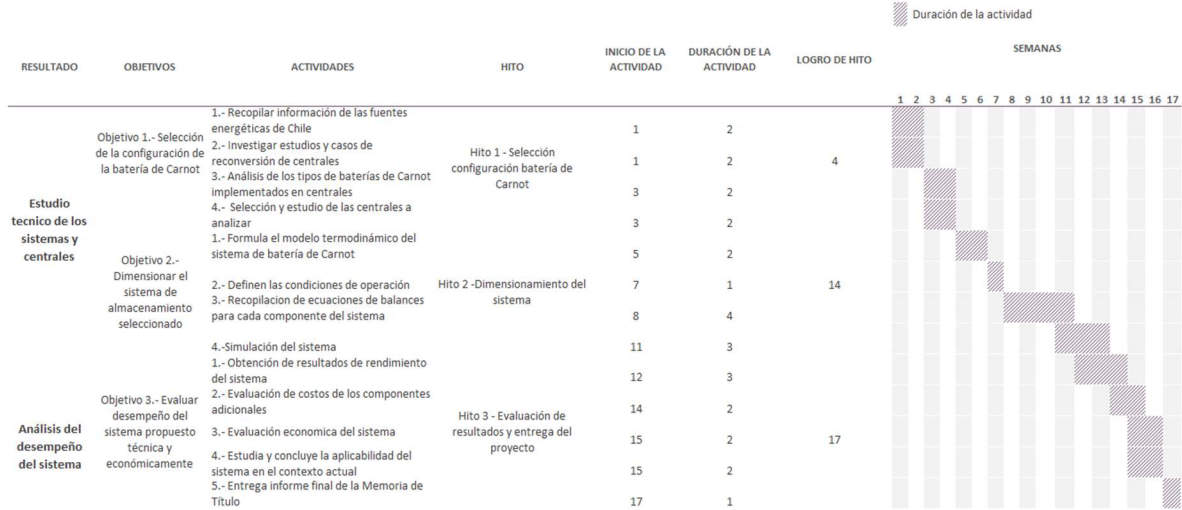 Duración de la actividad
RESULTADO
OBJETIVOS
ACTIVIDADES
HITO
INICIO DE LA
ACTIVIDAD
DURACIÓN DE LA
ACTIVIDAD
LOGRO DE HITO
SEMANAS
1 2 3 4 5 6 7 8 9 10 11 12 13 14 15 16 17
Estudio
tecnico de los
sistemas y
centrales
Objetivo 1.- Selección
de la configuración de
la batería de Carnot
1.- Recopilar información de las fuentes
energéticas de Chile
1
2
2.- Investigar estudios y casos de
reconversión de centrales
1
2
3.- Análisis de los tipos de baterías de Carnot
implementados en centrales
3
2
4.- Selección y estudio de las centrales a
analizar
3
2
Hito 1 - Selección
configuración batería de
Carnot
4
Objetivo 2.-
Dimensionar el
sistema de
almacenamiento
seleccionado
1.- Formula el modelo termodinámico del
sistema de batería de Carnot
5
2
2.- Definen las condiciones de operación
7
1
3.- Recopilacion de ecuaciones de balances
para cada componente del sistema
8
4
4.-Simulación del sistema
11
3
Hito 2 -Dimensionamiento del
sistema
14
Análisis del
desempeño
del sistema
Objetivo 3.- Evaluar
desempeño del
sistema propuesto
técnica y
económicamente
1.- Obtención de resultados de rendimiento
del sistema
12
3
2.- Evaluación de costos de los componentes
adicionales
14
2
3.- Evaluación economica del sistema
15
2
4.- Estudia y concluye la aplicabilidad del
sistema en el contexto actual
15
2
5.- Entrega informe final de la Memoria de
Título
17
1
Hito 3 - Evaluación de
resultados y entrega del
proyecto
17